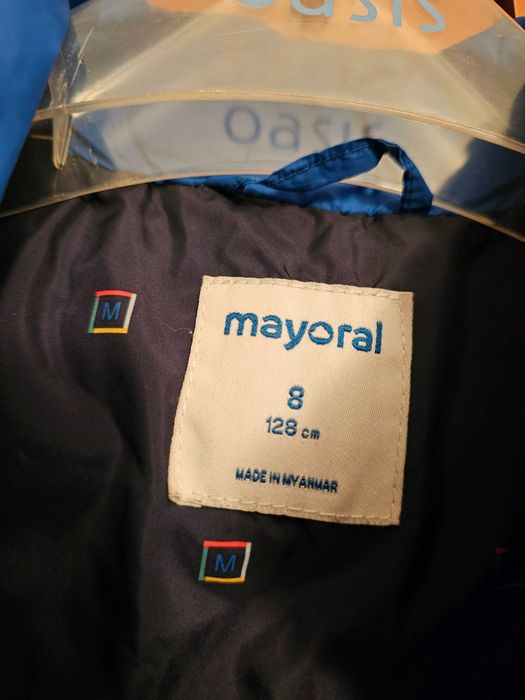 oasis
oasis
M
mayoral
8
128 cm
MADE IN MYANMAR
M